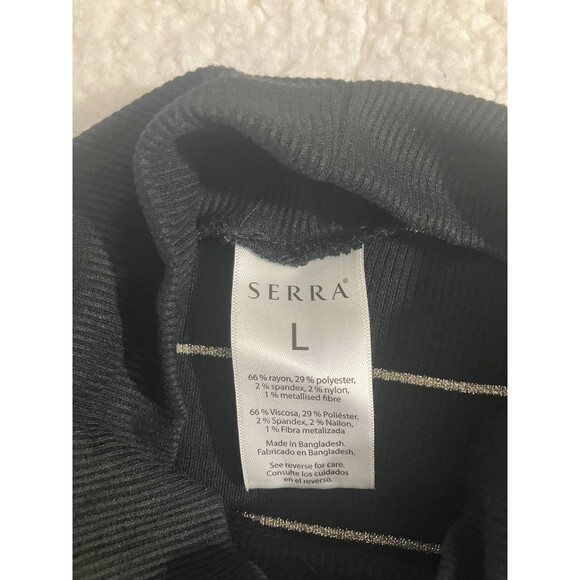 SERRA®
L
66 % rayon, 29 % polyester,
2 % spandex, 2 % nylon,
1 % metallised fibre
66 % Viscosa, 29 % Poliéster,
2 % Spandex, 2 % Nailon,
1 % Fibra metalizada
Made in Bangladesh.
Fabricado en Bangladesh.
See reverse for care.
Consulte los cuidados
en el reverso.